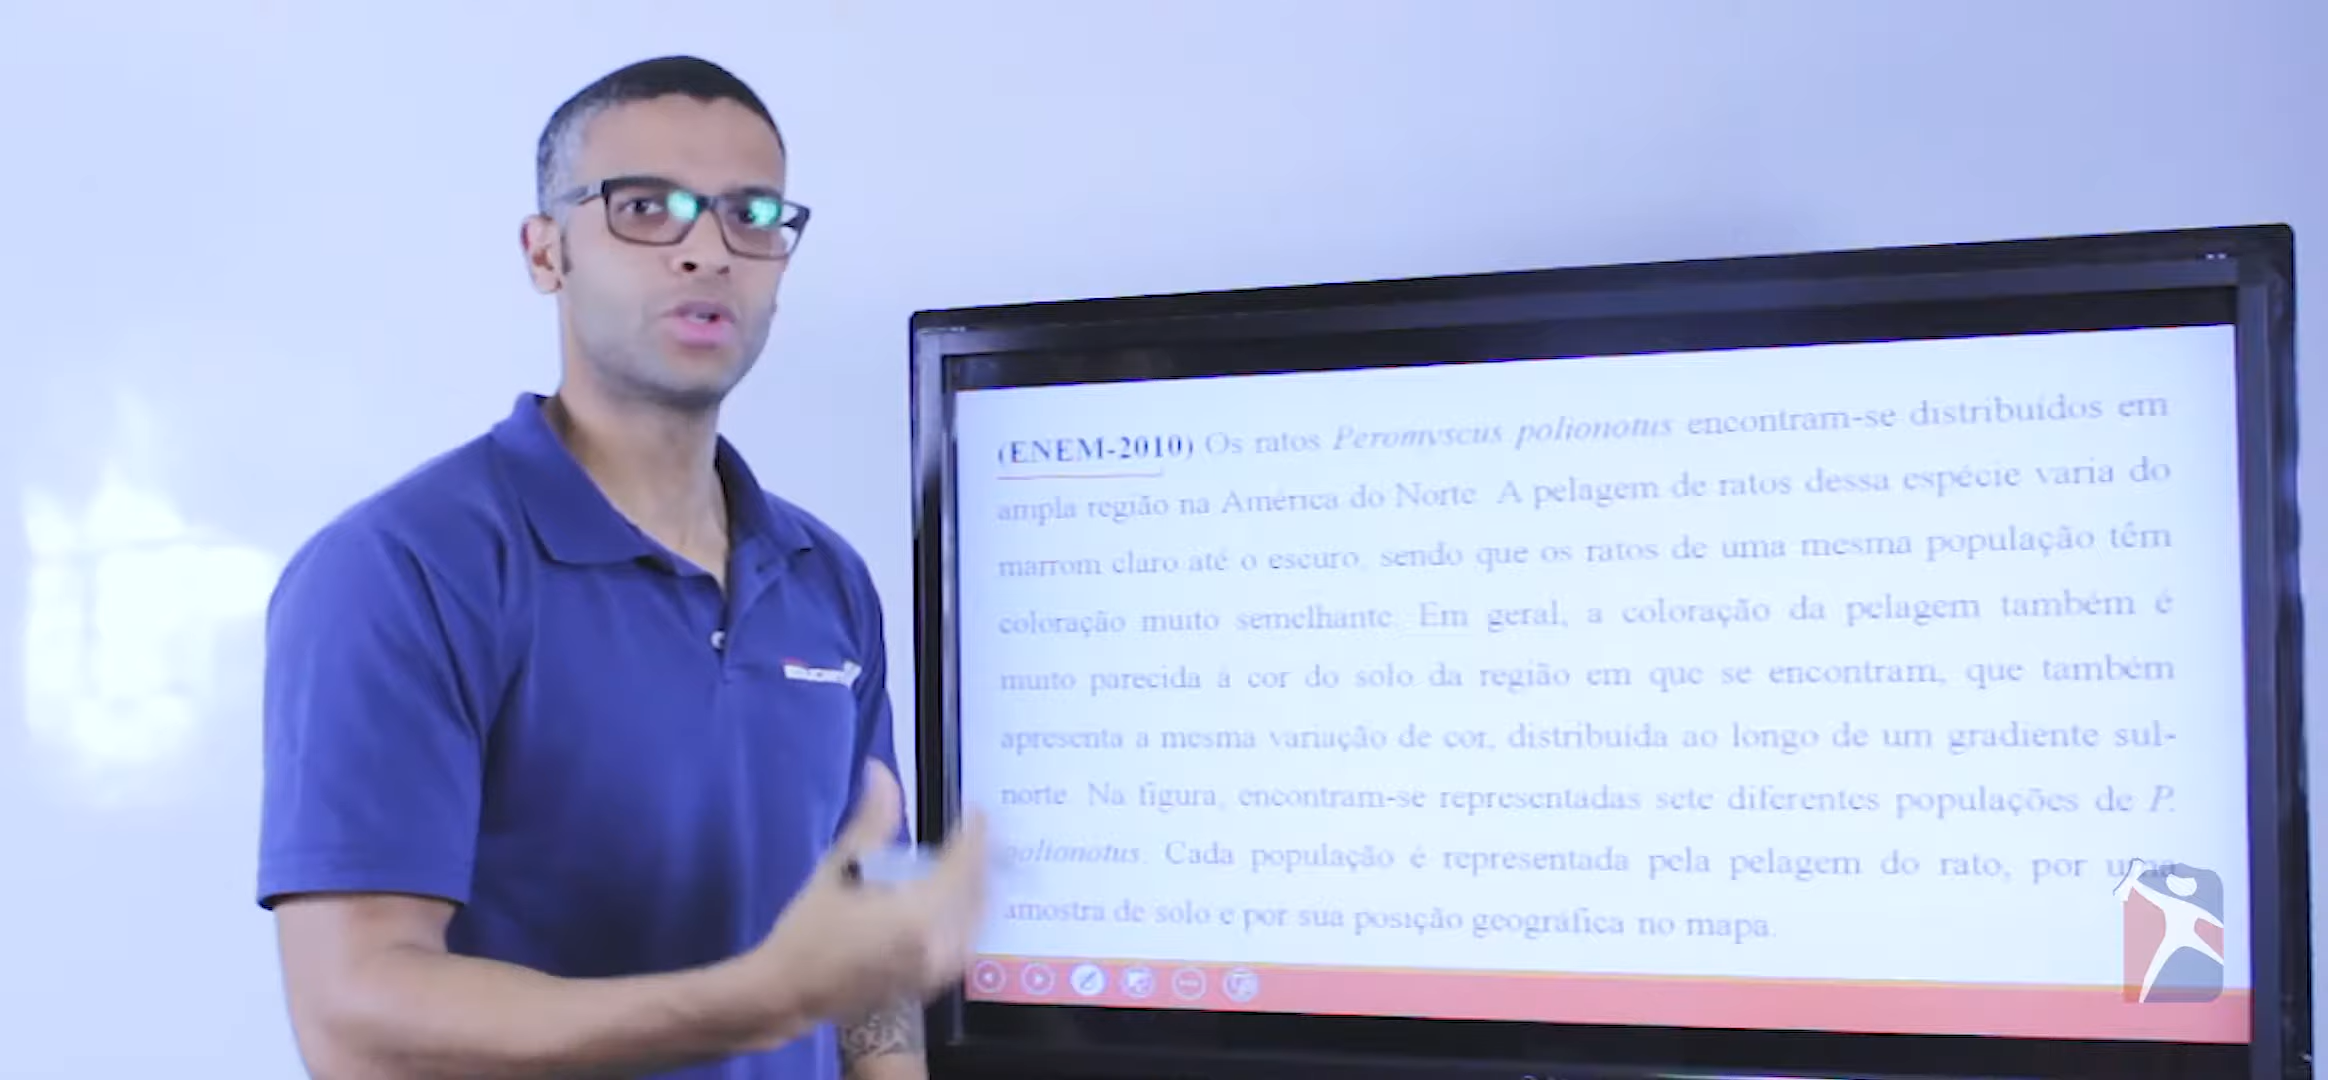 (ENEM-2010) Os ratos Peromyscus polionotus encontram-se distribuídos em
ampla região na América do Norte. A pelagem de ratos dessa espécie varia do
marrom claro até o escuro, sendo que os ratos de uma mesma população têm
coloração muito semelhante. Em geral, a coloração da pelagem também é
muito parecida à cor do solo da região em que se encontram, que também
apresenta a mesma variação de cor, distribuída ao longo de um gradiente sul-
norte. Na figura, encontram-se representadas sete diferentes populações de P.
polionotus. Cada população é representada pela pelagem do rato, por uma
amostra de solo e por sua posição geográfica no mapa.